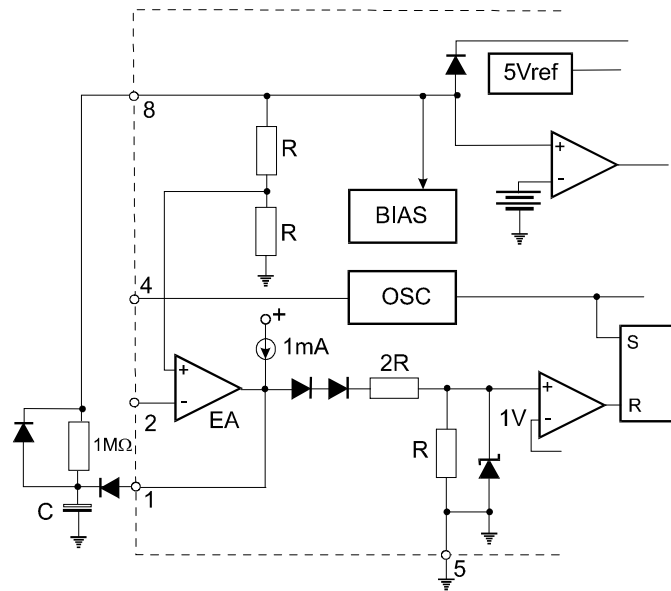 5Vref
8
R
+
-
R
BIAS
4
OSC
+
1mA
S
2R
+
-
EA
2
1V
+
-
R
1MΩ
R
1
C
5